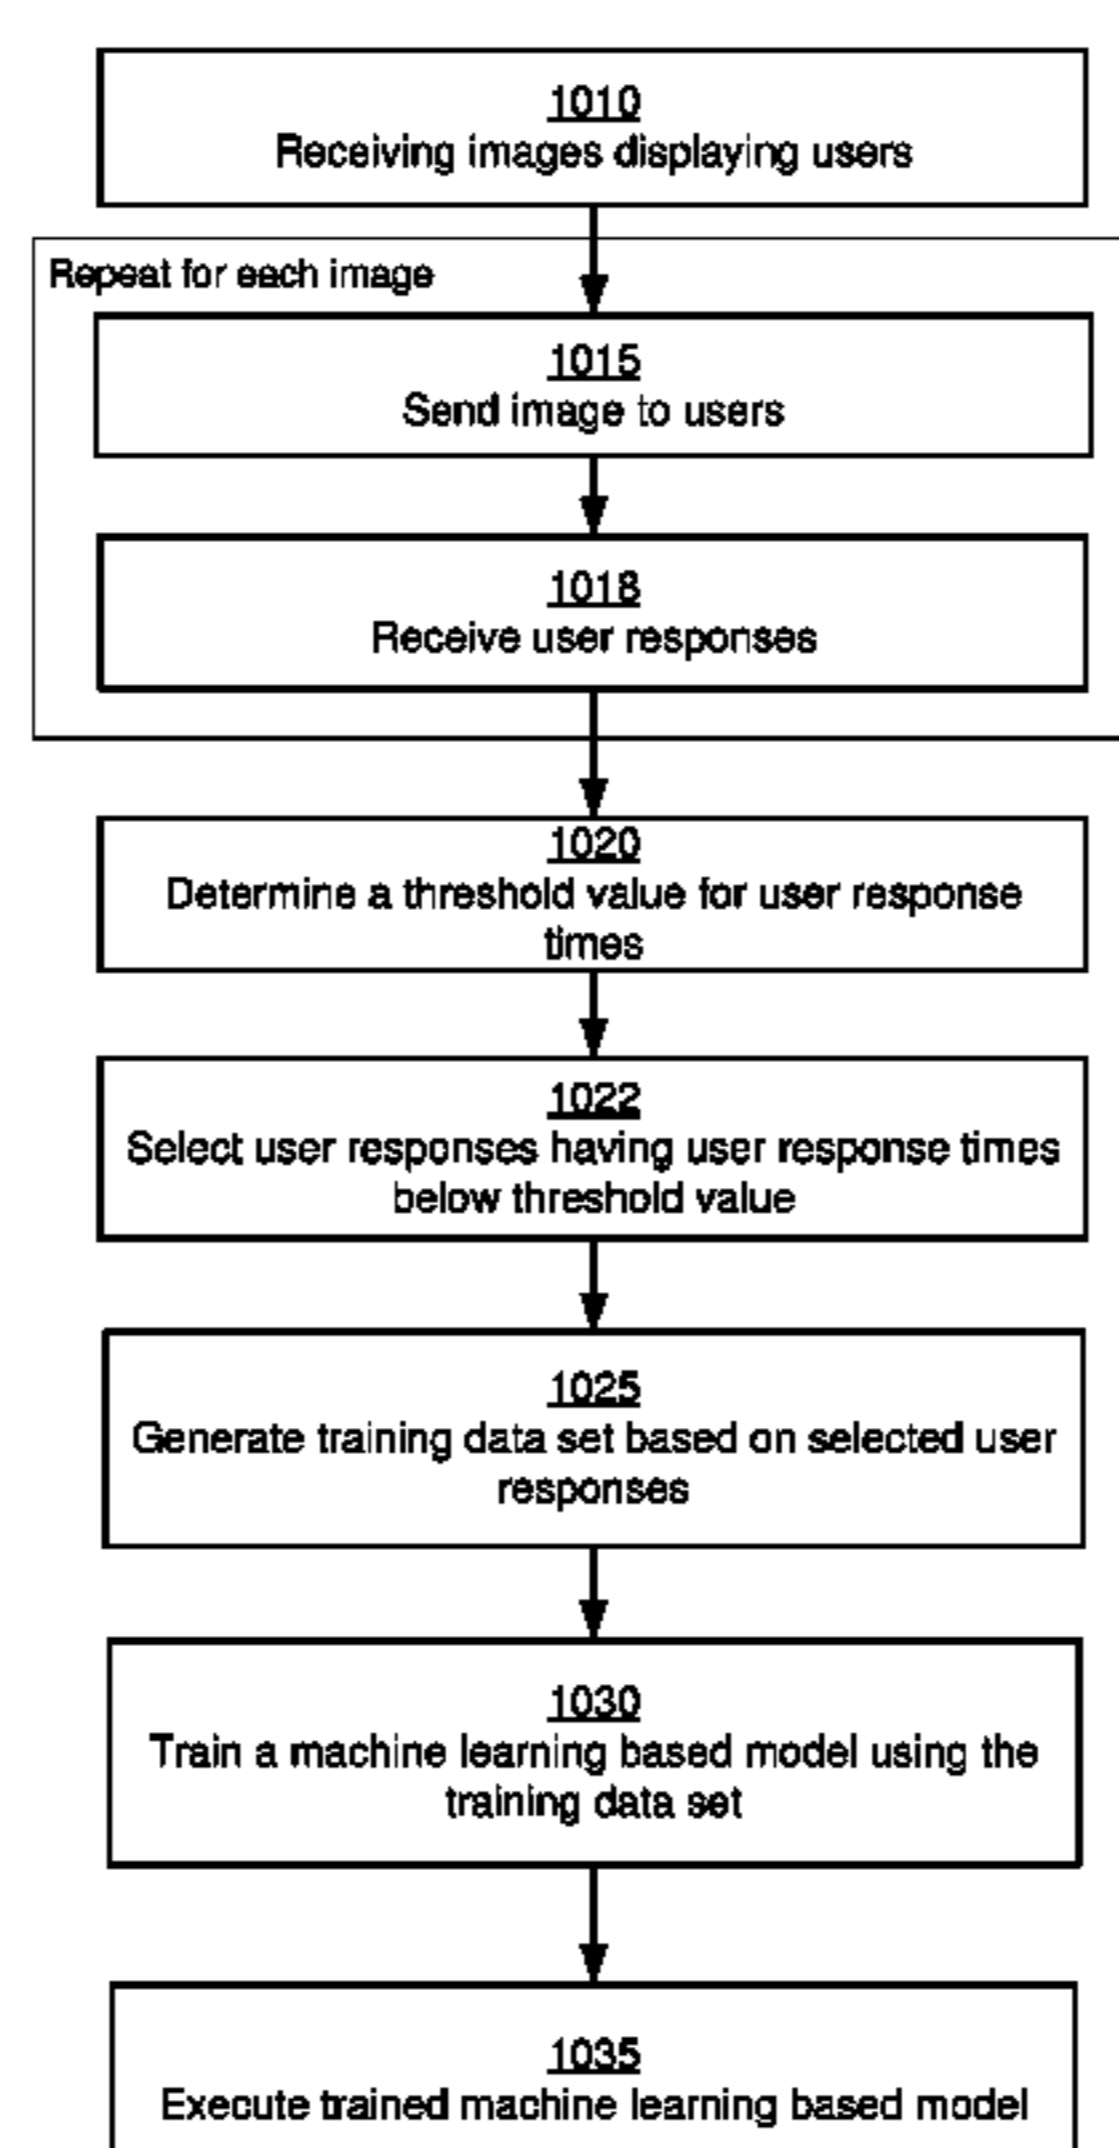 1010
Receiving images displaying users
Repeat for each image
1015
Send image to users
1018
Receive user responses
1020
Determine a threshold value for user response
times
1022
Select user responses having user response times
below threshold value
1025
Generate training data set based on selected user
responses
1030
Train a machine learning based model using the
training data set
1035
Execute trained machine learning based model